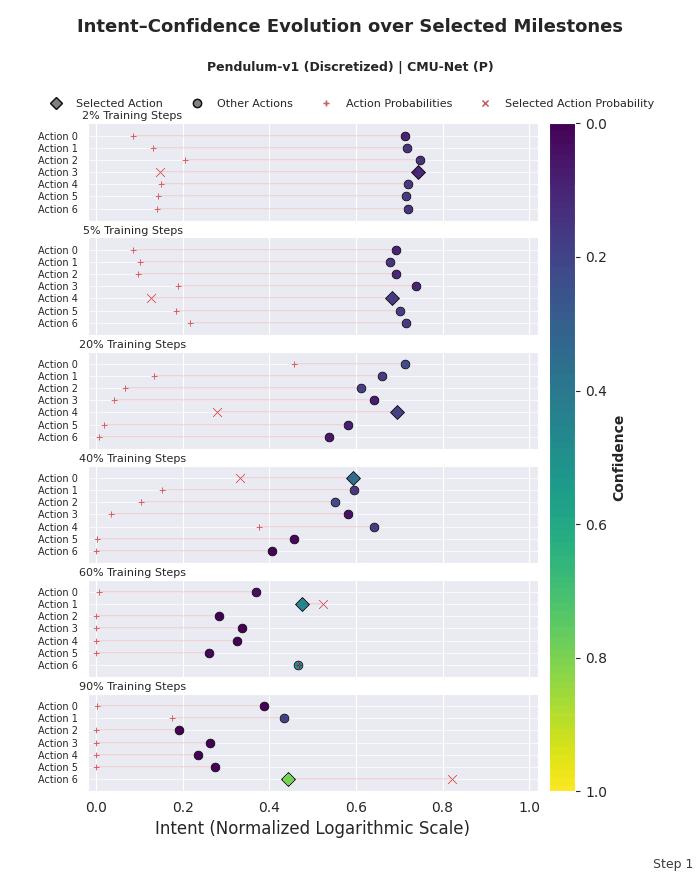 Intent–Confidence Evolution over Selected Milestones
Pendulum-v1 (Discretized) | CMU-Net (P)
Selected Action Other Actions Action Probabilities Selected Action Probability
2% Training Steps
Action 0
Action 1
Action 2
Action 3
Action 4
Action 5
Action 6
5% Training Steps
Action 0
Action 1
Action 2
Action 3
Action 4
Action 5
Action 6
20% Training Steps
Action 0
Action 1
Action 2
Action 3
Action 4
Action 5
Action 6
40% Training Steps
Action 0
Action 1
Action 2
Action 3
Action 4
Action 5
Action 6
60% Training Steps
Action 0
Action 1
Action 2
Action 3
Action 4
Action 5
Action 6
90% Training Steps
Action 0
Action 1
Action 2
Action 3
Action 4
Action 5
Action 6
0.0 0.2 0.4 0.6 0.8 1.0
Intent (Normalized Logarithmic Scale)
0.0
0.2
0.4
0.6
0.8
1.0
Confidence
Step 1